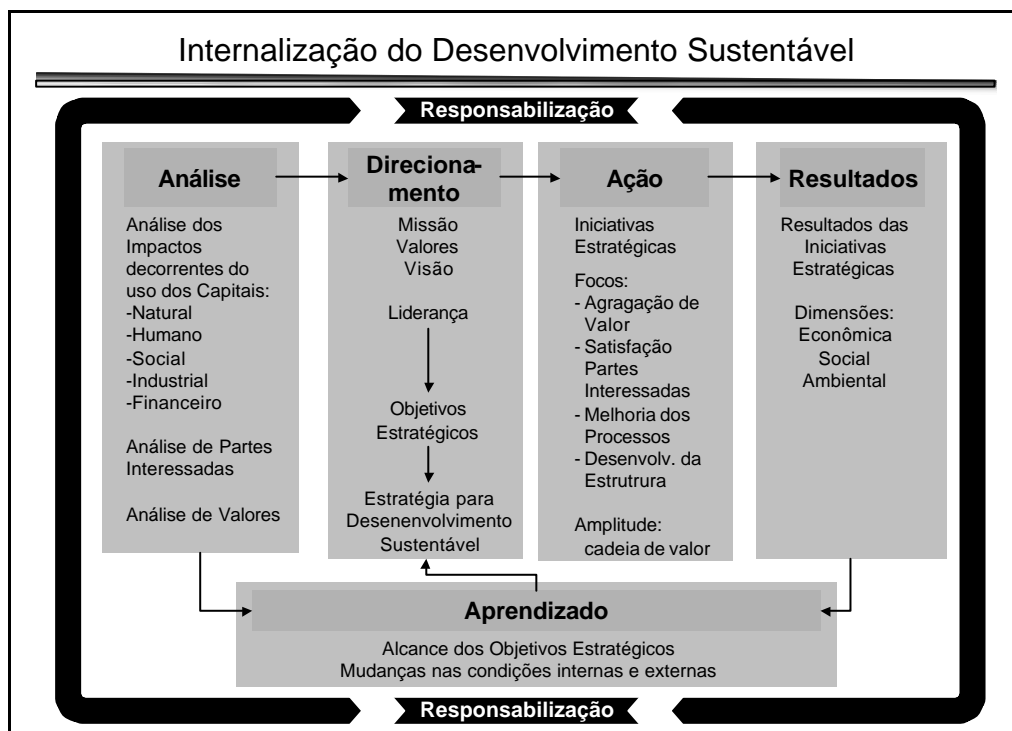 Internalização do Desenvolvimento Sustentável
Responsabilização
Análise
Análise dos
Impactos
decorrentes do
uso dos Capitais:
-Natural
-Humano
-Social
-Industrial
-Financeiro
Análise de Partes
Interessadas
Análise de Valores
Direciona-
mento
Missão
Valores
Visão
Liderança
Objetivos
Estratégicos
Estratégia para
Desenenvolvimento
Sustentável
Ação
Iniciativas
Estratégicas
Focos:
- Agragação de
Valor
- Satisfação
Partes
Interessadas
- Melhoria dos
Processos
- Desenvolv. da
Estrutrura
Amplitude:
cadeia de valor
Resultados
Resultados das
Iniciativas
Estratégicas
Dimensões:
Econômica
Social
Ambiental
Aprendizado
Alcance dos Objetivos Estratégicos
Mudanças nas condições internas e externas
Responsabilização